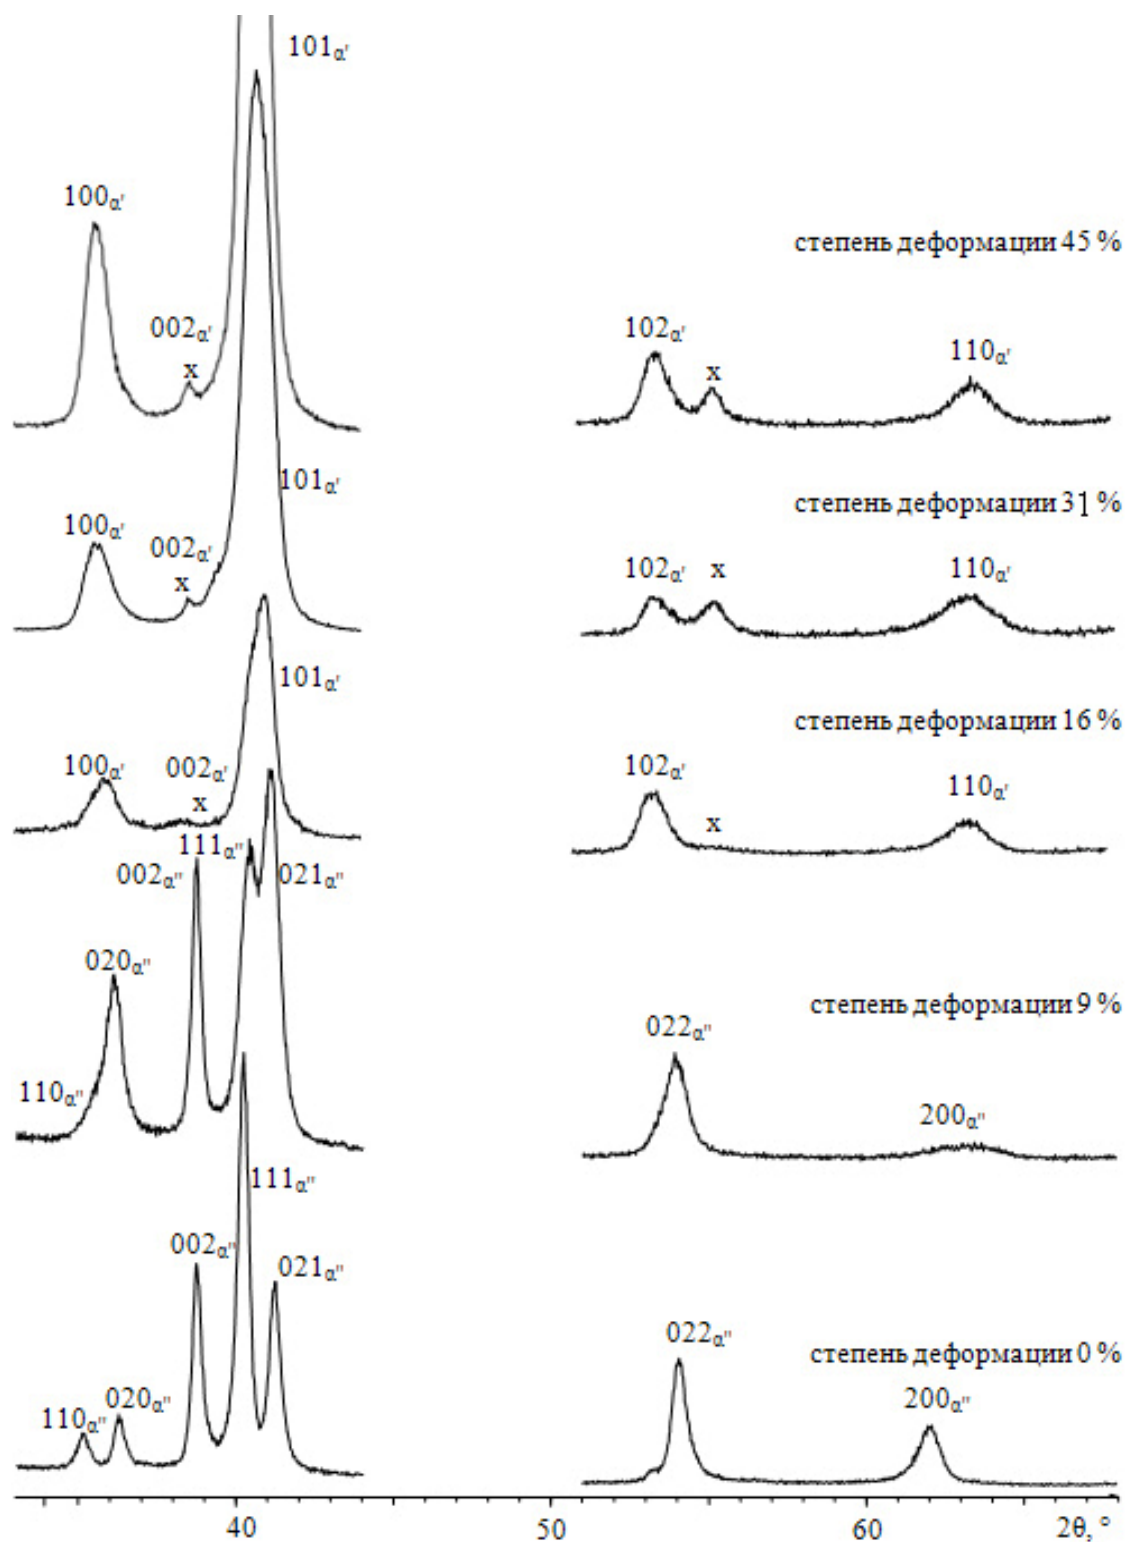 101α'
100α'
степень деформации 45 %
002α'
x
102α'
x
110α'
101α'
степень деформации 31 %
100α'
002α'
x
102α'
x
110α'
101α'
степень деформации 16 %
100α'
002α'
x
102α'
x
110α'
111α"
002α"
021α"
020α"
степень деформации 9 %
022α"
110α"
200α"
111α"
002α"
021α"
022α"
степень деформации 0 %
110α"
020α"
200α"
40
50
60
2θ, °